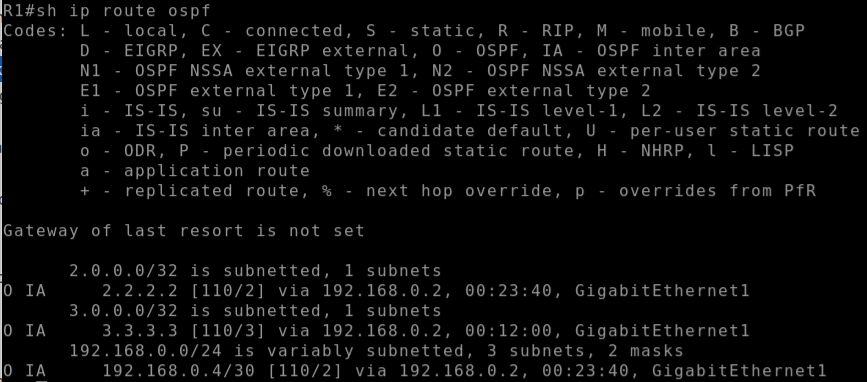 R1#sh ip route ospf
Codes: L - local, C - connected, S - static, R - RIP, M - mobile, B - BGP
       D - EIGRP, EX - EIGRP external, O - OSPF, IA - OSPF inter area
       N1 - OSPF NSSA external type 1, N2 - OSPF NSSA external type 2
       E1 - OSPF external type 1, E2 - OSPF external type 2
       i - IS-IS, su - IS-IS summary, L1 - IS-IS level-1, L2 - IS-IS level-2
       ia - IS-IS inter area, * - candidate default, U - per-user static route
       o - ODR, P - periodic downloaded static route, H - NHRP, l - LISP
       a - application route
       + - replicated route, % - next hop override, p - overrides from PfR

Gateway of last resort is not set

      2.0.0.0/32 is subnetted, 1 subnets
O IA     2.2.2.2 [110/2] via 192.168.0.2, 00:23:40, GigabitEthernet1
      3.0.0.0/32 is subnetted, 1 subnets
O IA     3.3.3.3 [110/3] via 192.168.0.2, 00:12:00, GigabitEthernet1
      192.168.0.0/24 is variably subnetted, 3 subnets, 2 masks
O IA     192.168.0.4/30 [110/2] via 192.168.0.2, 00:23:40, GigabitEthernet1